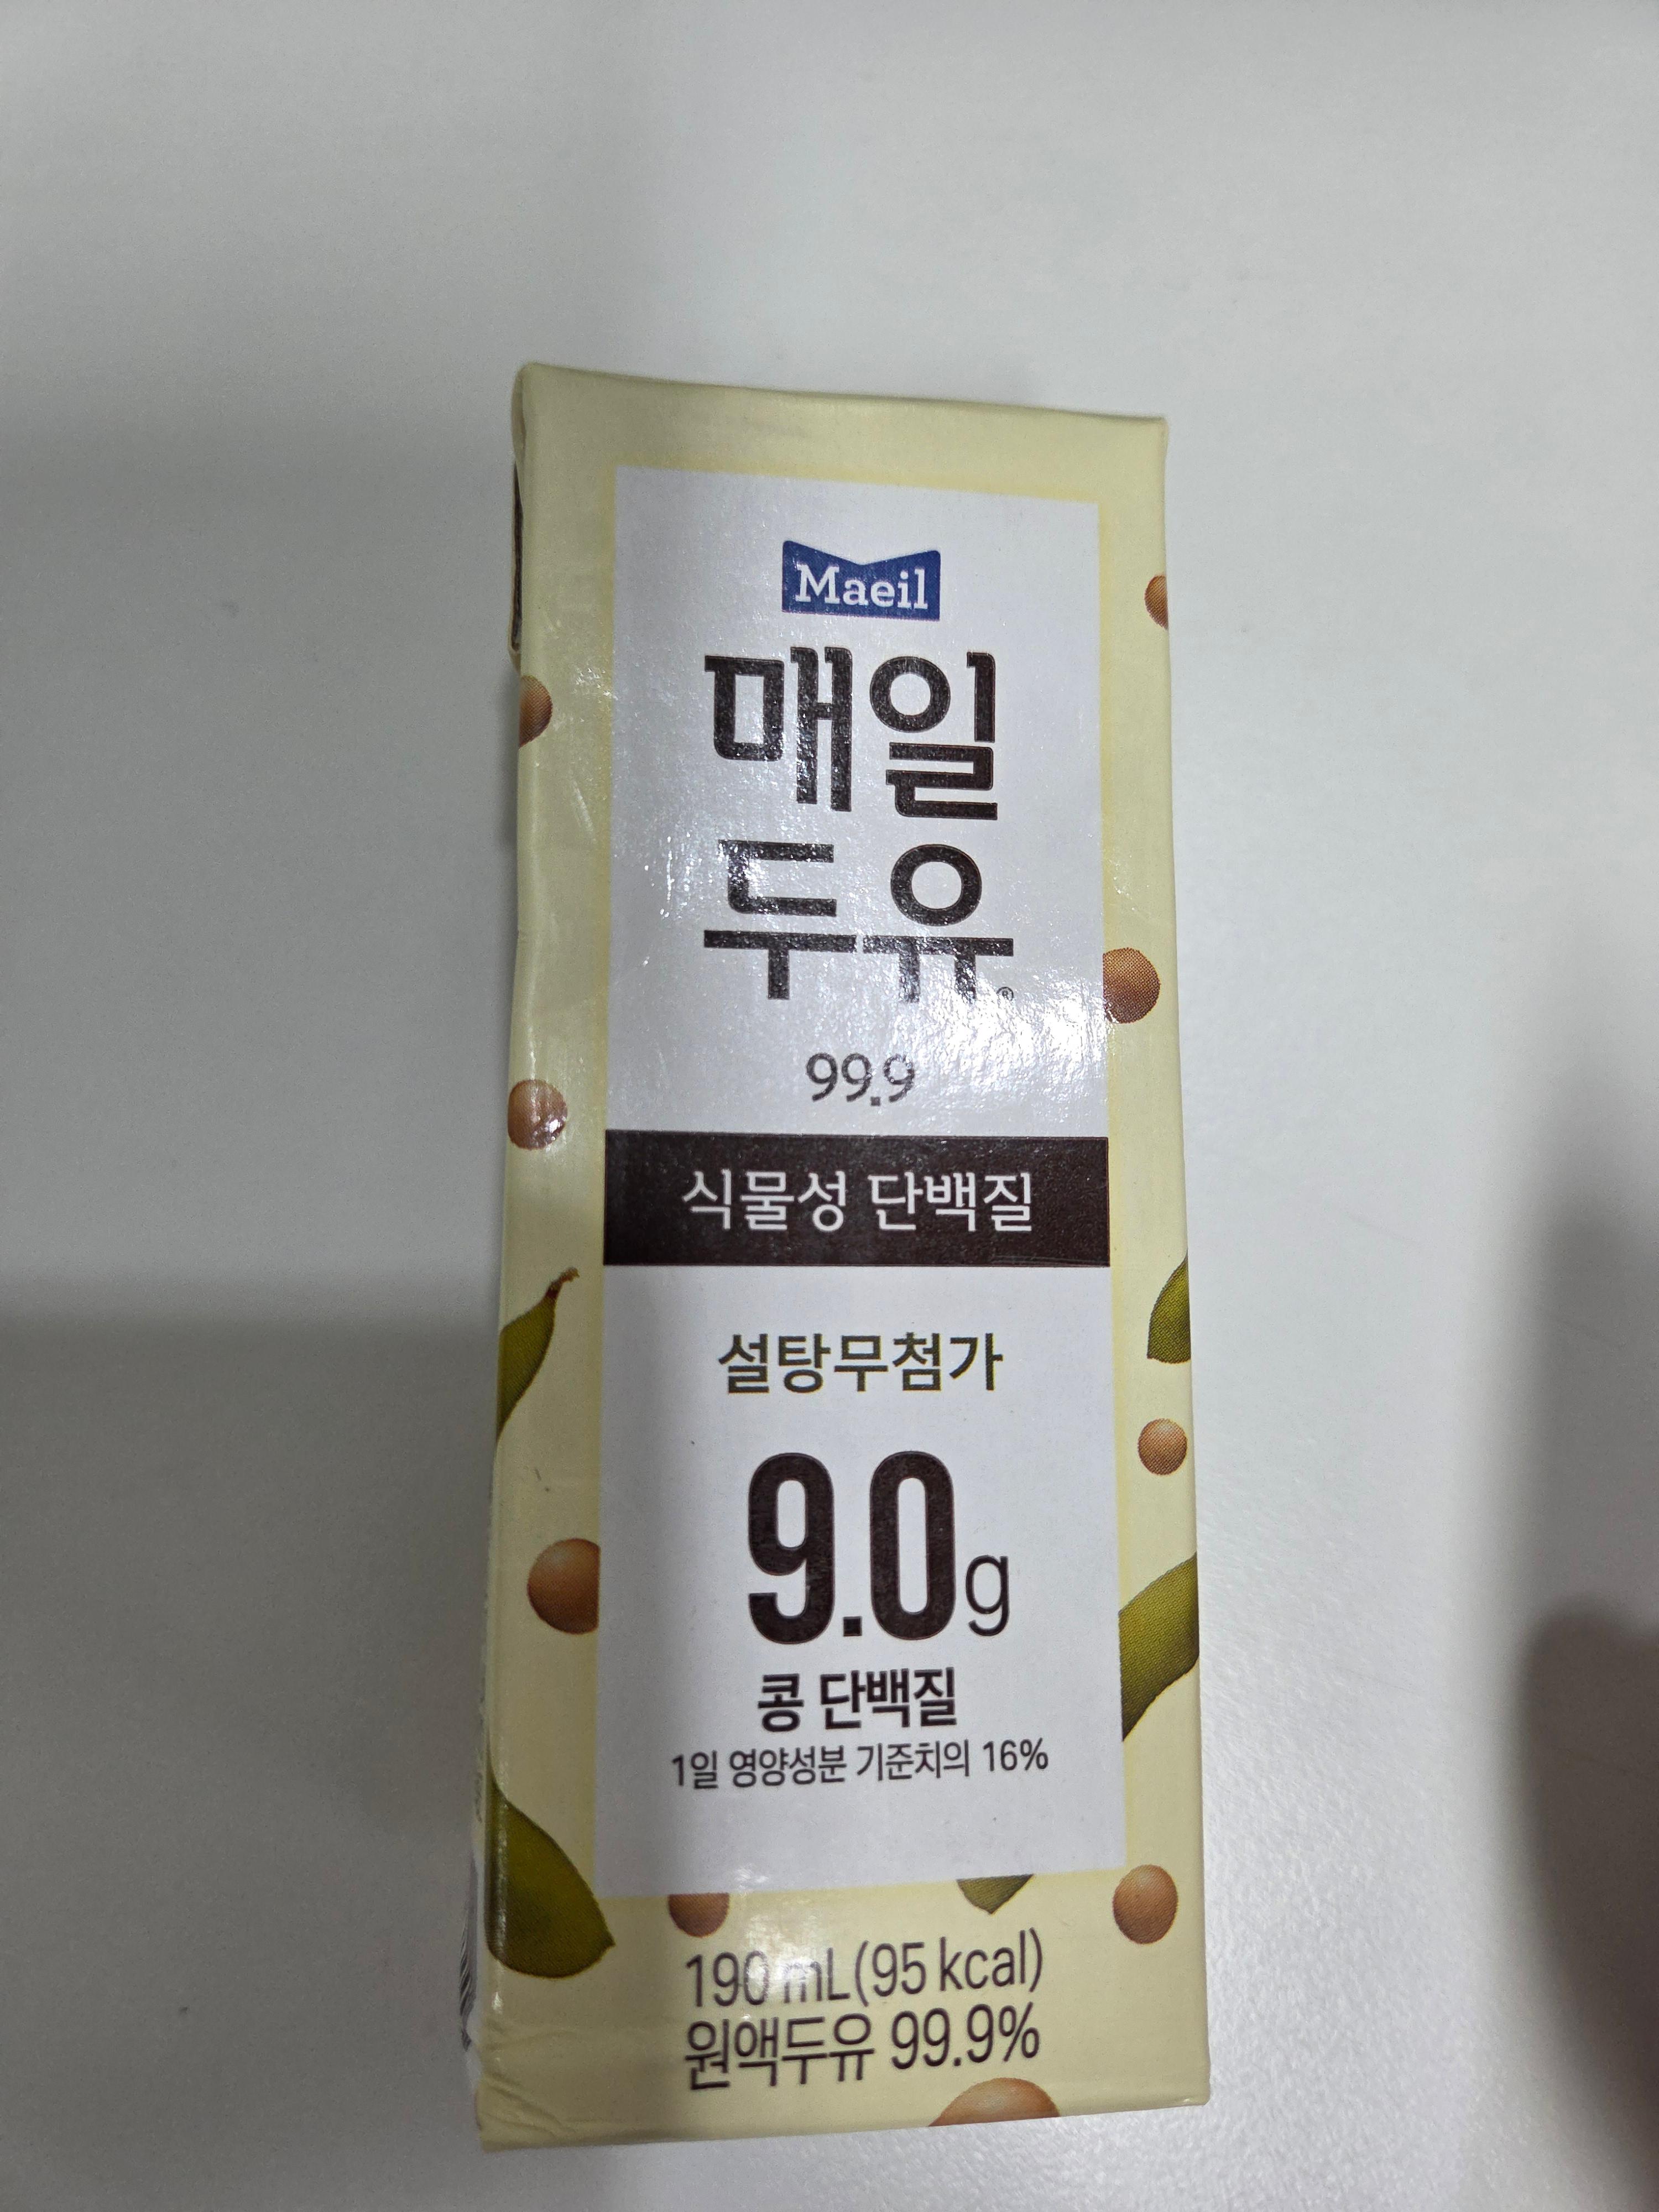 Maeil
매일
두유®
99.9
식물성 단백질
설탕무첨가
9.0g
콩 단백질
1일 영양성분 기준치의 16%
190 mL(95 kcal)
원액두유 99.9%